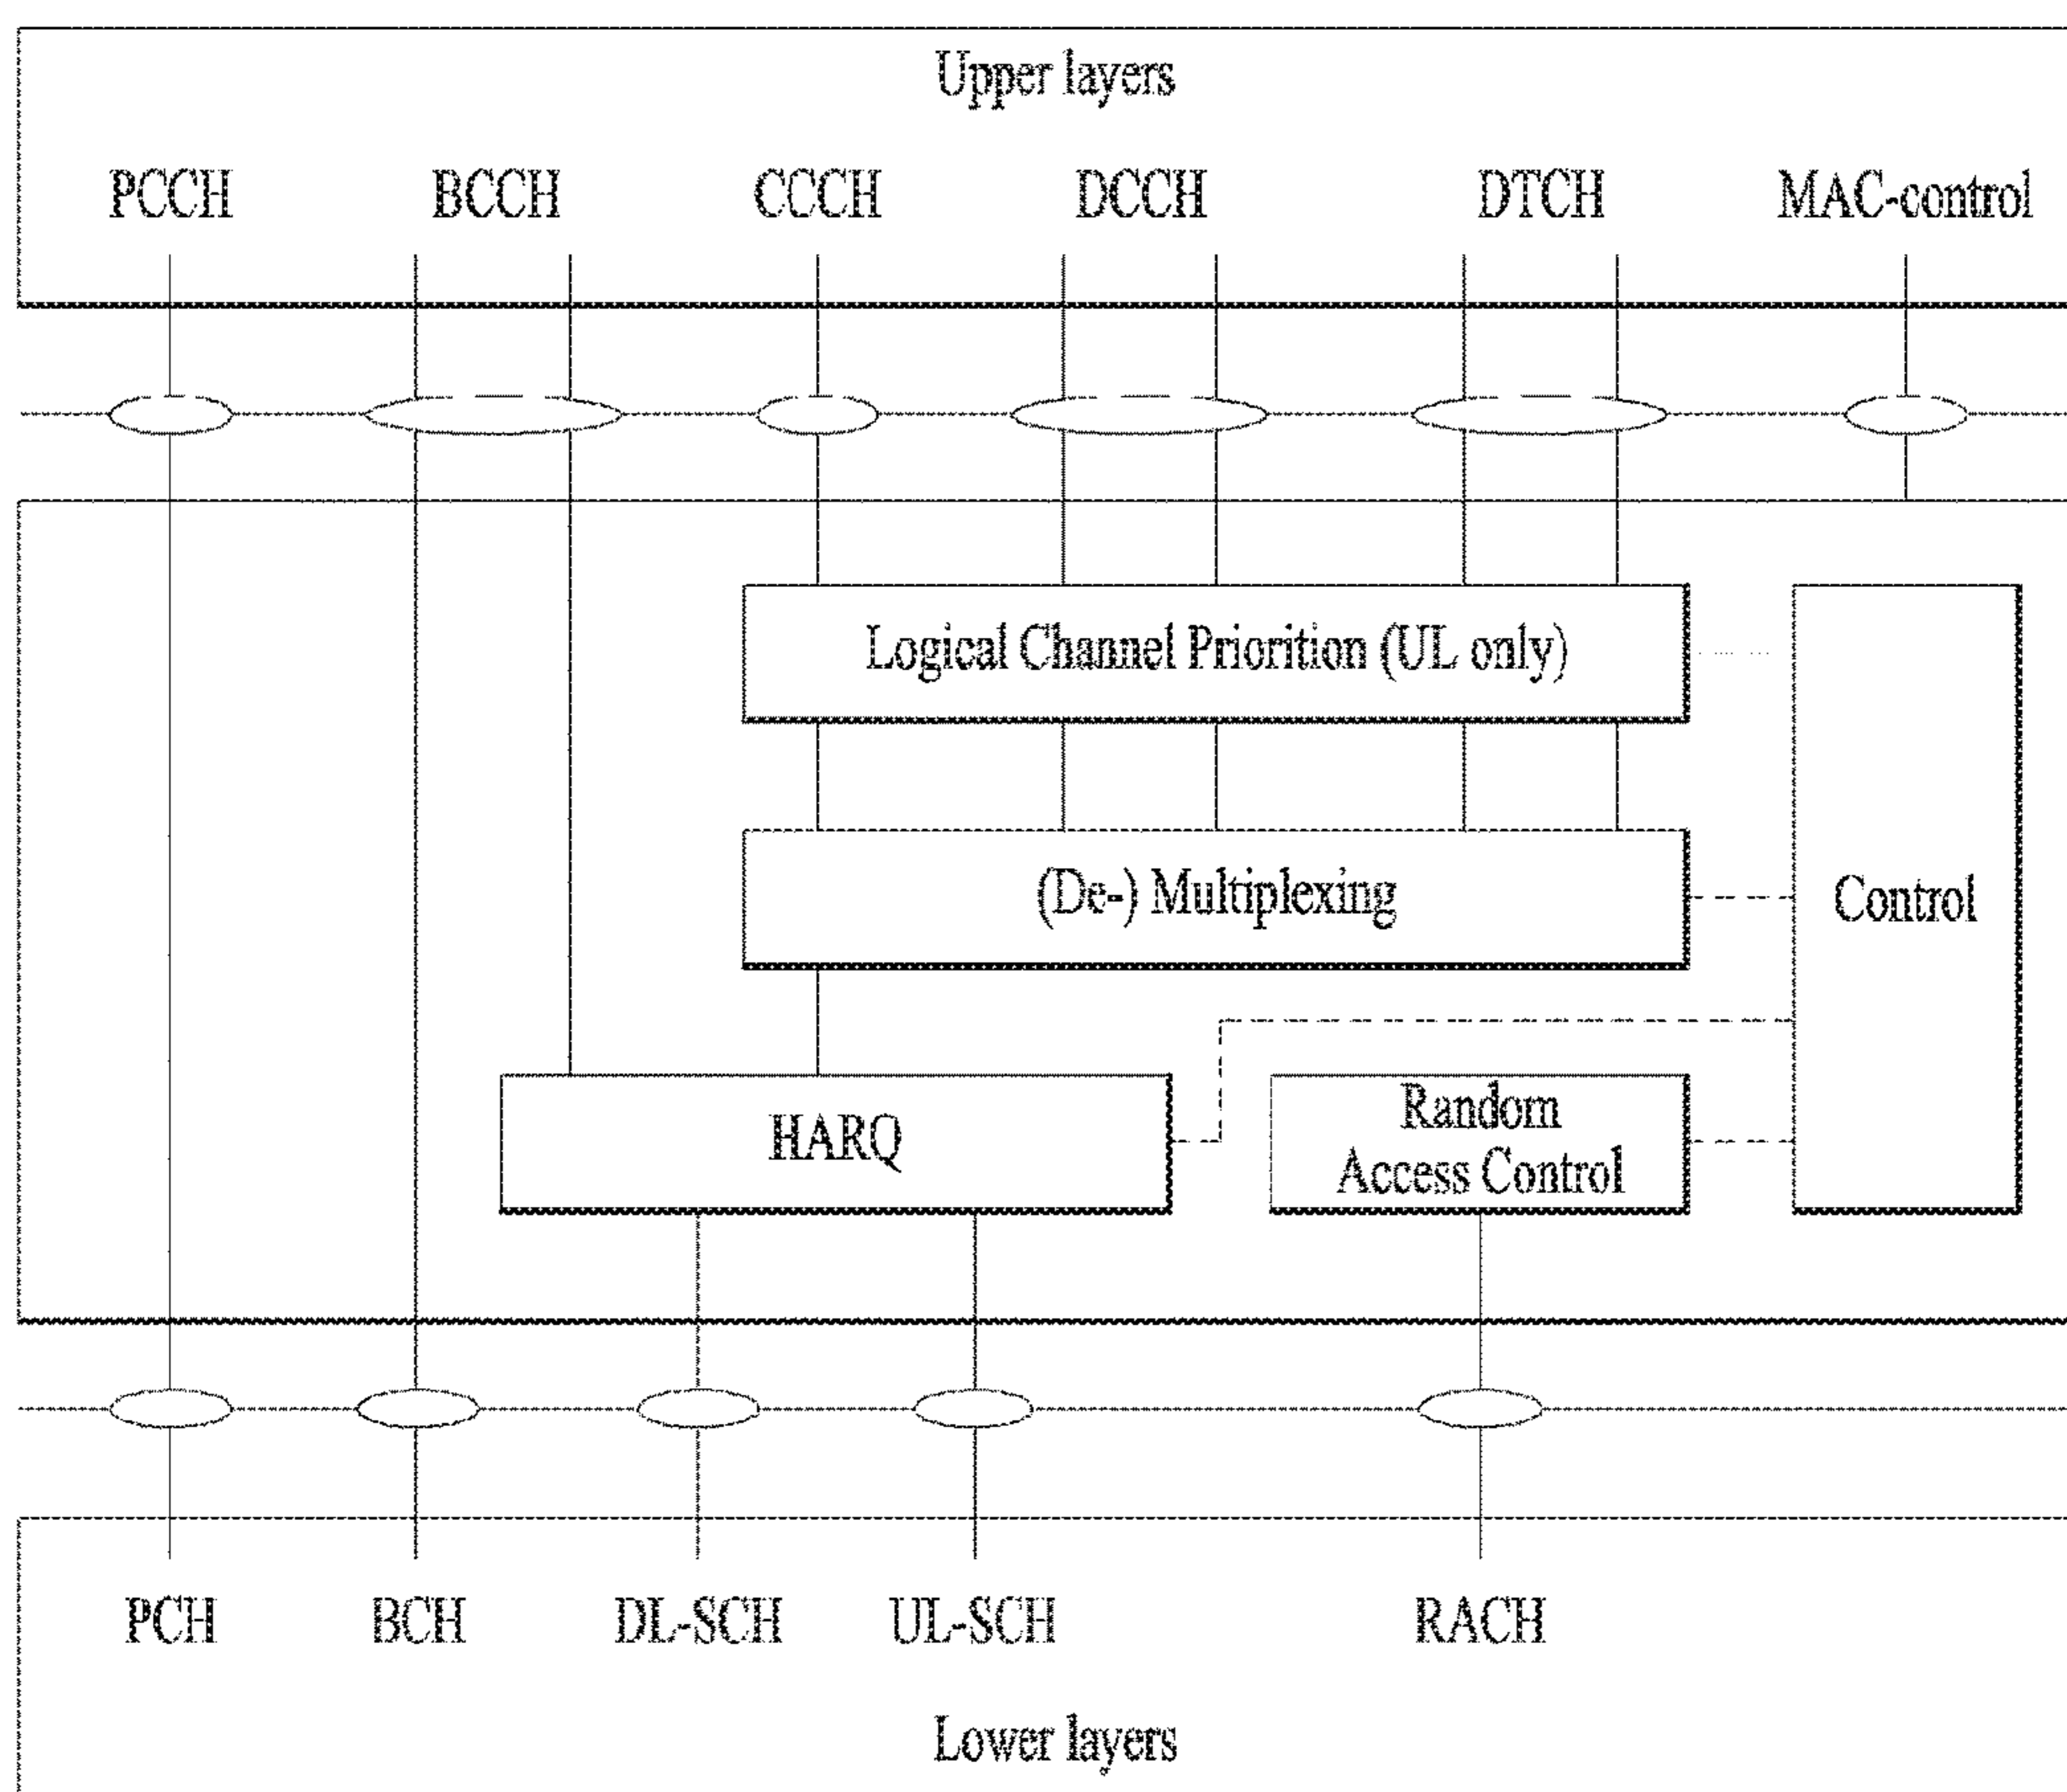 Upper layers
PCCH BCCH CCCH DCCH DTCH MAC-control
Logical Channel Priorition (UL only)
(De-) Multiplexing
Control
HARQ
Random
Access Control
PCH BCH DL-SCH UL-SCH RACH
Lower layers